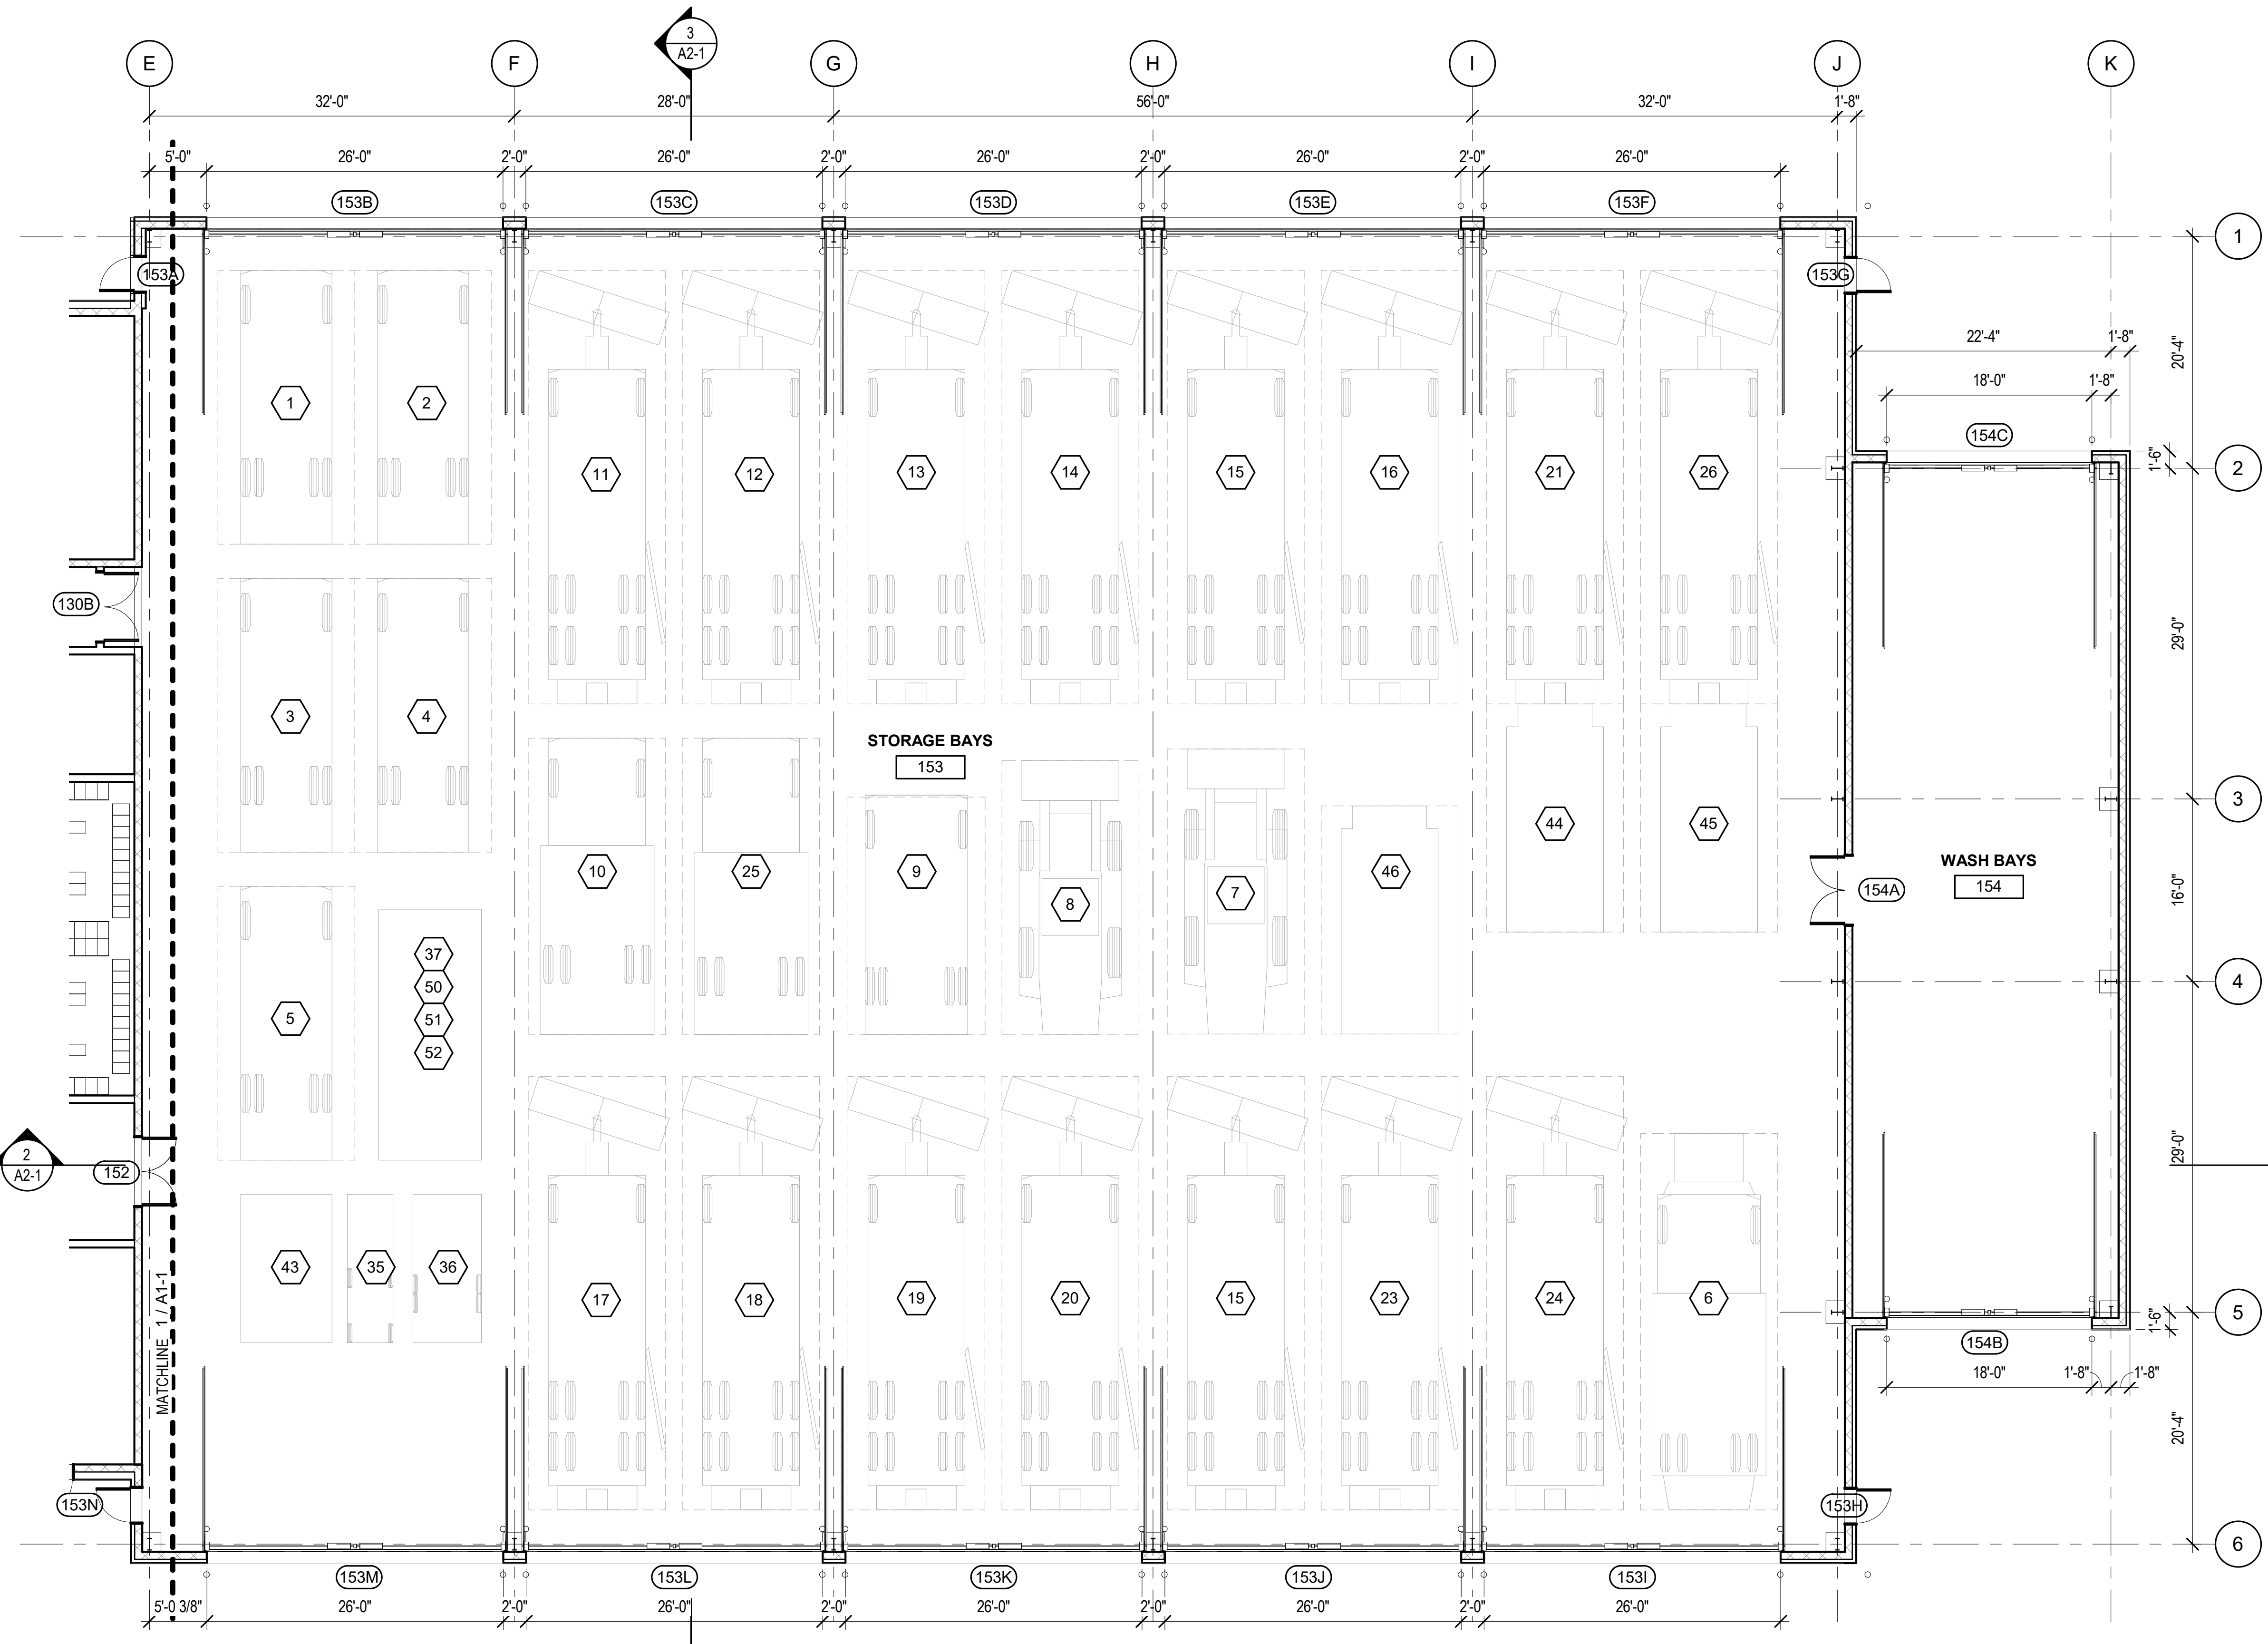 3
A2-1
E
F
G
H
I
J
K
32'-0"
28'-0"
56'-0"
32'-0"
1'-8"
5'-0"
26'-0"
2'-0"
26'-0"
2'-0"
26'-0"
2'-0"
26'-0"
2'-0"
26'-0"
153B
153C
153D
153E
153F
1
153A
153G
22'-4"
1'-8"
20'-4"
18'-0"
1'-8"
1
2
154C
1'-6"
11
12
13
14
15
16
21
26
2
130B
29'-0"
3
4
STORAGE BAYS
153
3
44
45
10
25
9
8
7
46
WASH BAYS
154
154A
16'-0"
37
50
51
52
5
4
2
A2-1
152
29'-0"
43
35
36
17
18
19
20
15
23
24
6
1'-6"
5
154B
18'-0"
1'-8"
1'-8"
MATCHLINE 1 / A1-1
20'-4"
153N
153H
6
153M
153L
153K
153J
153I
5'-0 3/8"
26'-0"
2'-0"
26'-0"
2'-0"
26'-0"
2'-0"
26'-0"
2'-0"
26'-0"